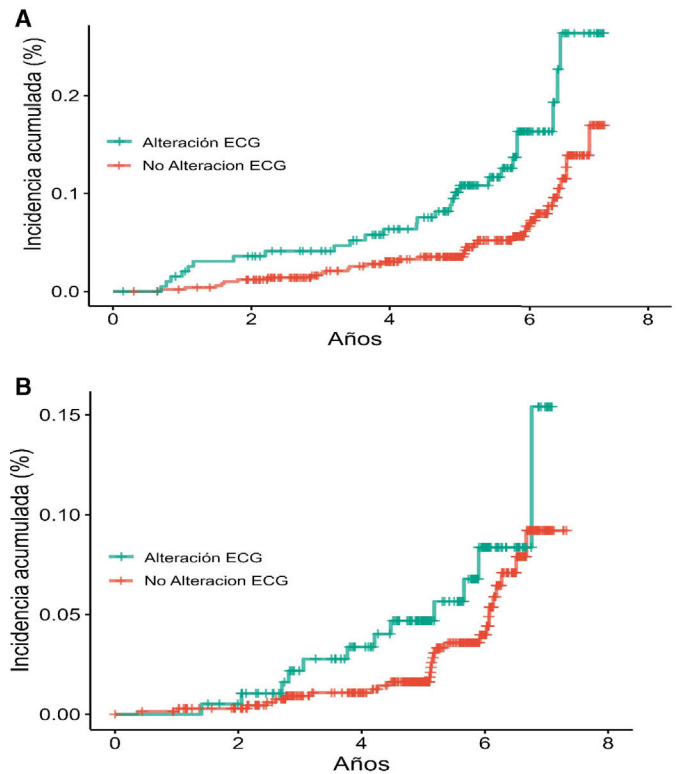 A
Incidencia acumulada (%)
0.2
0.1
0.0
Alteración ECG
No Alteracion ECG
0 2 4 6 8
Años
B
Incidencia acumulada (%)
0.15
0.10
0.05
0.00
Alteración ECG
No Alteracion ECG
0 2 4 6 8
Años